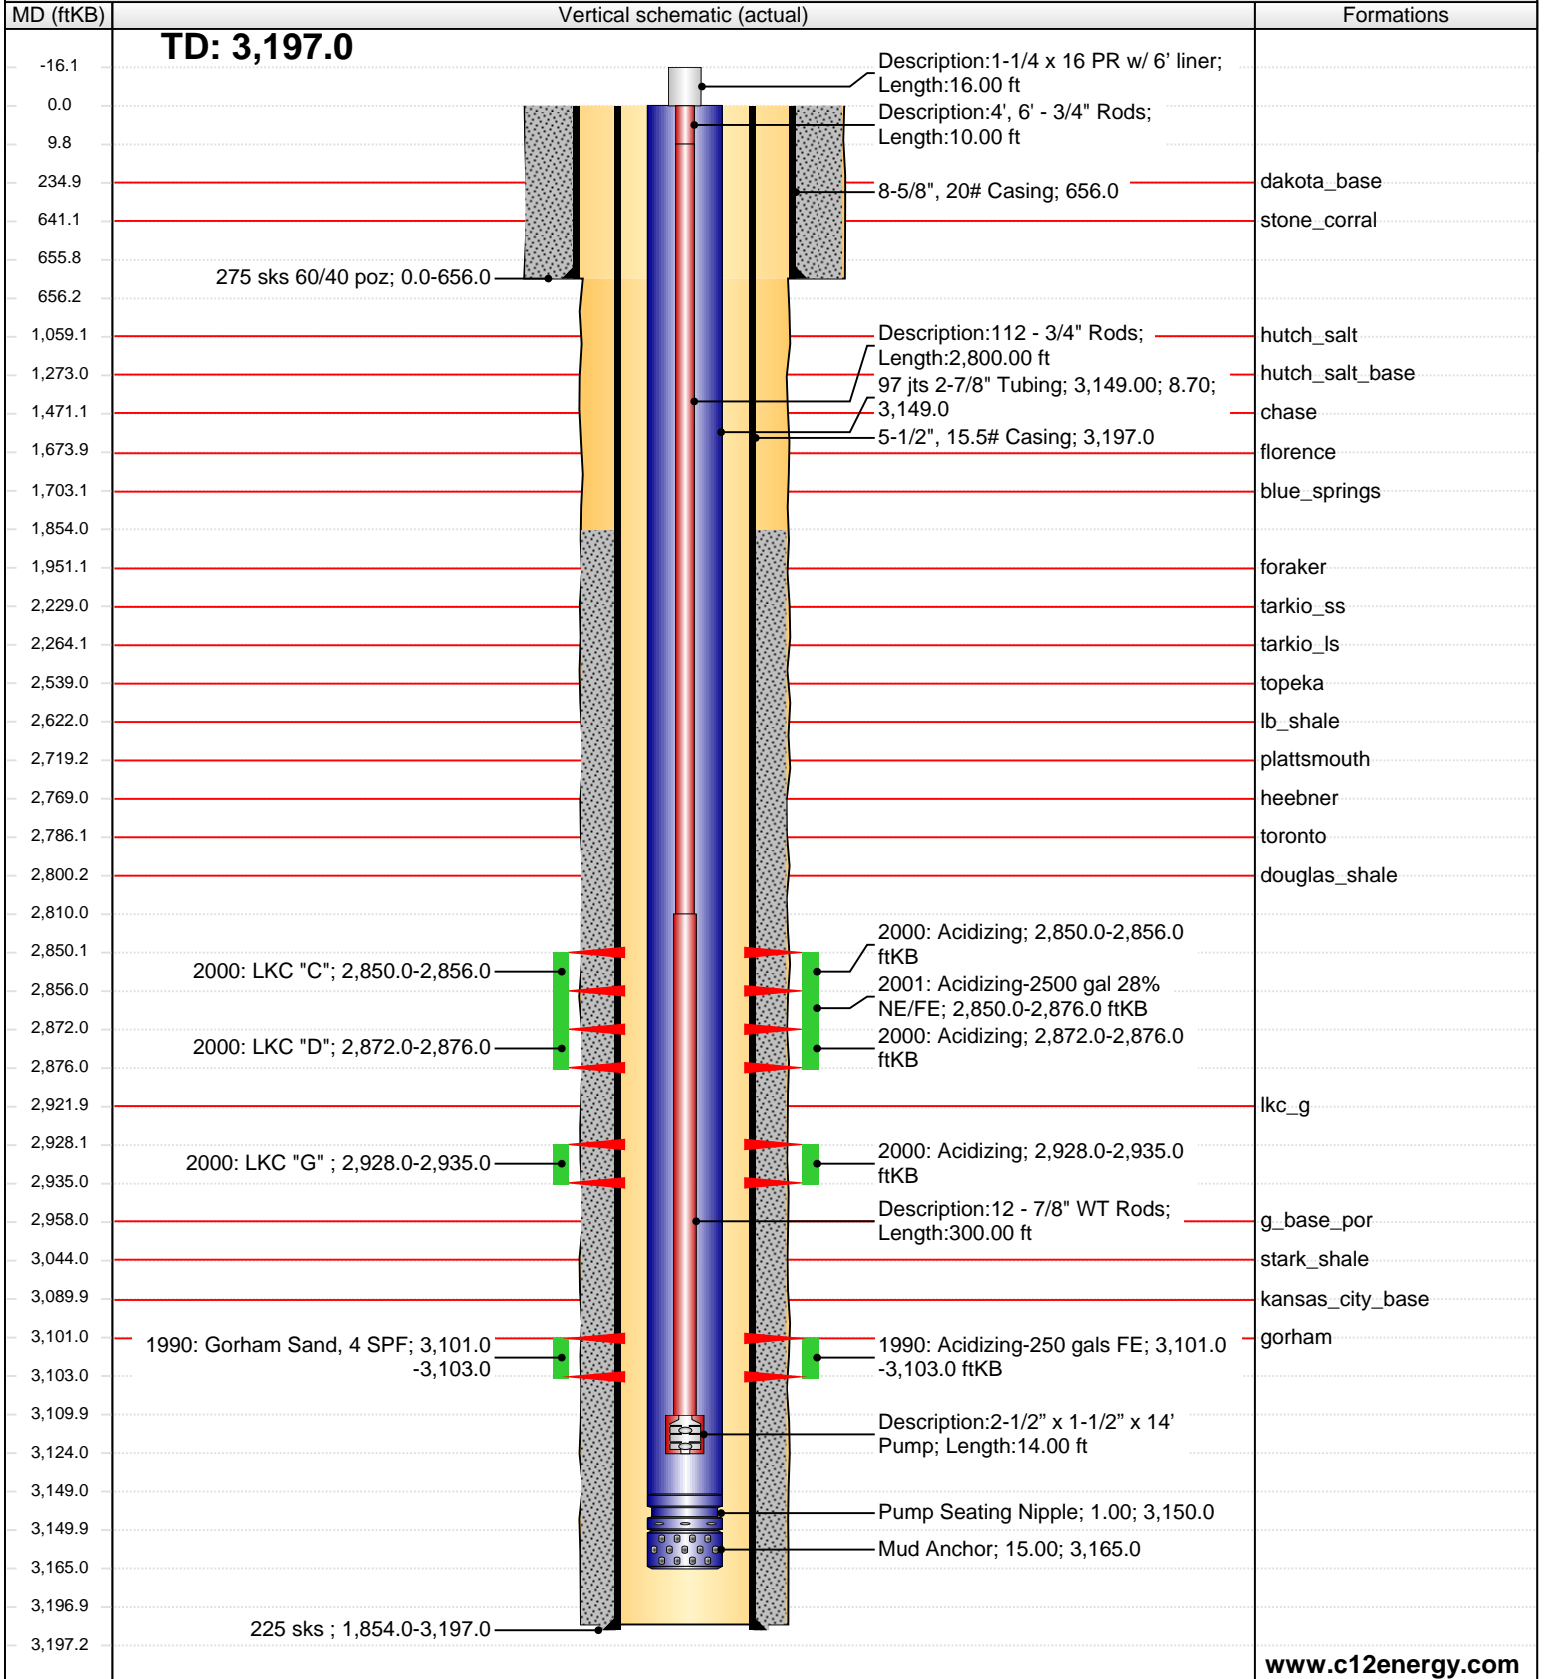 MD (ftKB)
Vertical schematic (actual)
Formations
TD: 3,197.0
-16.1
Description:1-1/4 x 16 PR w/ 6’ liner;
Length:16.00 ft
0.0
Description:4', 6' - 3/4" Rods;
Length:10.00 ft
9.8
234.9
8-5/8", 20# Casing; 656.0
dakota_base
641.1
stone_corral
655.8
275 sks 60/40 poz; 0.0-656.0
656.2
1,059.1
Description:112 - 3/4" Rods;
Length:2,800.00 ft
hutch_salt
1,273.0
97 jts 2-7/8" Tubing; 3,149.00; 8.70;
3,149.0
hutch_salt_base
1,471.1
chase
5-1/2", 15.5# Casing; 3,197.0
1,673.9
florence
1,703.1
blue_springs
1,854.0
1,951.1
foraker
2,229.0
tarkio_ss
2,264.1
tarkio_ls
2,539.0
topeka
2,622.0
lb_shale
2,719.2
plattsmouth
2,769.0
heebner
2,786.1
toronto
2,800.2
douglas_shale
2,810.0
2,850.1
2000: Acidizing; 2,850.0-2,856.0
ftKB
2000: LKC "C"; 2,850.0-2,856.0
2,856.0
2001: Acidizing-2500 gal 28%
NE/FE; 2,850.0-2,876.0 ftKB
2,872.0
2000: LKC "D"; 2,872.0-2,876.0
2000: Acidizing; 2,872.0-2,876.0
ftKB
2,876.0
2,921.9
lkc_g
2,928.1
2000: LKC "G" ; 2,928.0-2,935.0
2000: Acidizing; 2,928.0-2,935.0
ftKB
2,935.0
2,958.0
Description:12 - 7/8" WT Rods;
Length:300.00 ft
g_base_por
3,044.0
stark_shale
3,089.9
kansas_city_base
3,101.0
1990: Gorham Sand, 4 SPF; 3,101.0
-3,103.0
1990: Acidizing-250 gals FE; 3,101.0
-3,103.0 ftKB
gorham
3,103.0
3,109.9
Description:2-1/2” x 1-1/2” x 14’
Pump; Length:14.00 ft
3,124.0
3,149.0
Pump Seating Nipple; 1.00; 3,150.0
3,149.9
Mud Anchor; 15.00; 3,165.0
3,165.0
3,196.9
225 sks ; 1,854.0-3,197.0
3,197.2
www.c12energy.com